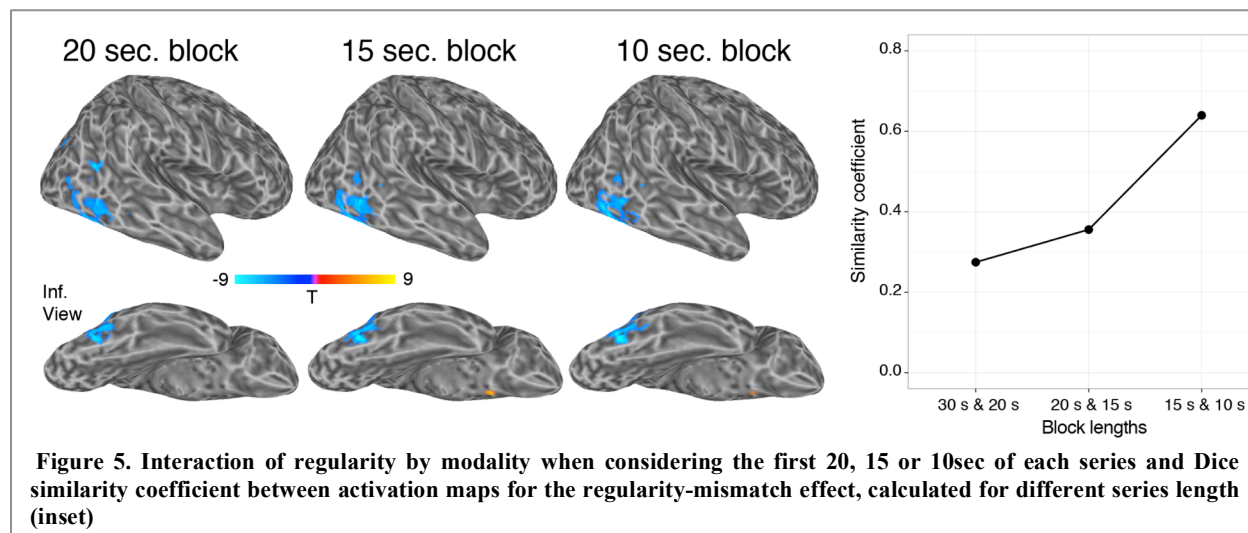 20 sec. block
15 sec. block
10 sec. block
-9
9
T
Inf.
View
0.8
0.6
0.4
0.2
0.0
Similarity coefficient
30 s & 20 s
20 s & 15 s
15 s & 10 s
Block lengths
Figure 5. Interaction of regularity by modality when considering the first 20, 15 or 10sec of each series and Dice
similarity coefficient between activation maps for the regularity-mismatch effect, calculated for different series length
(inset)